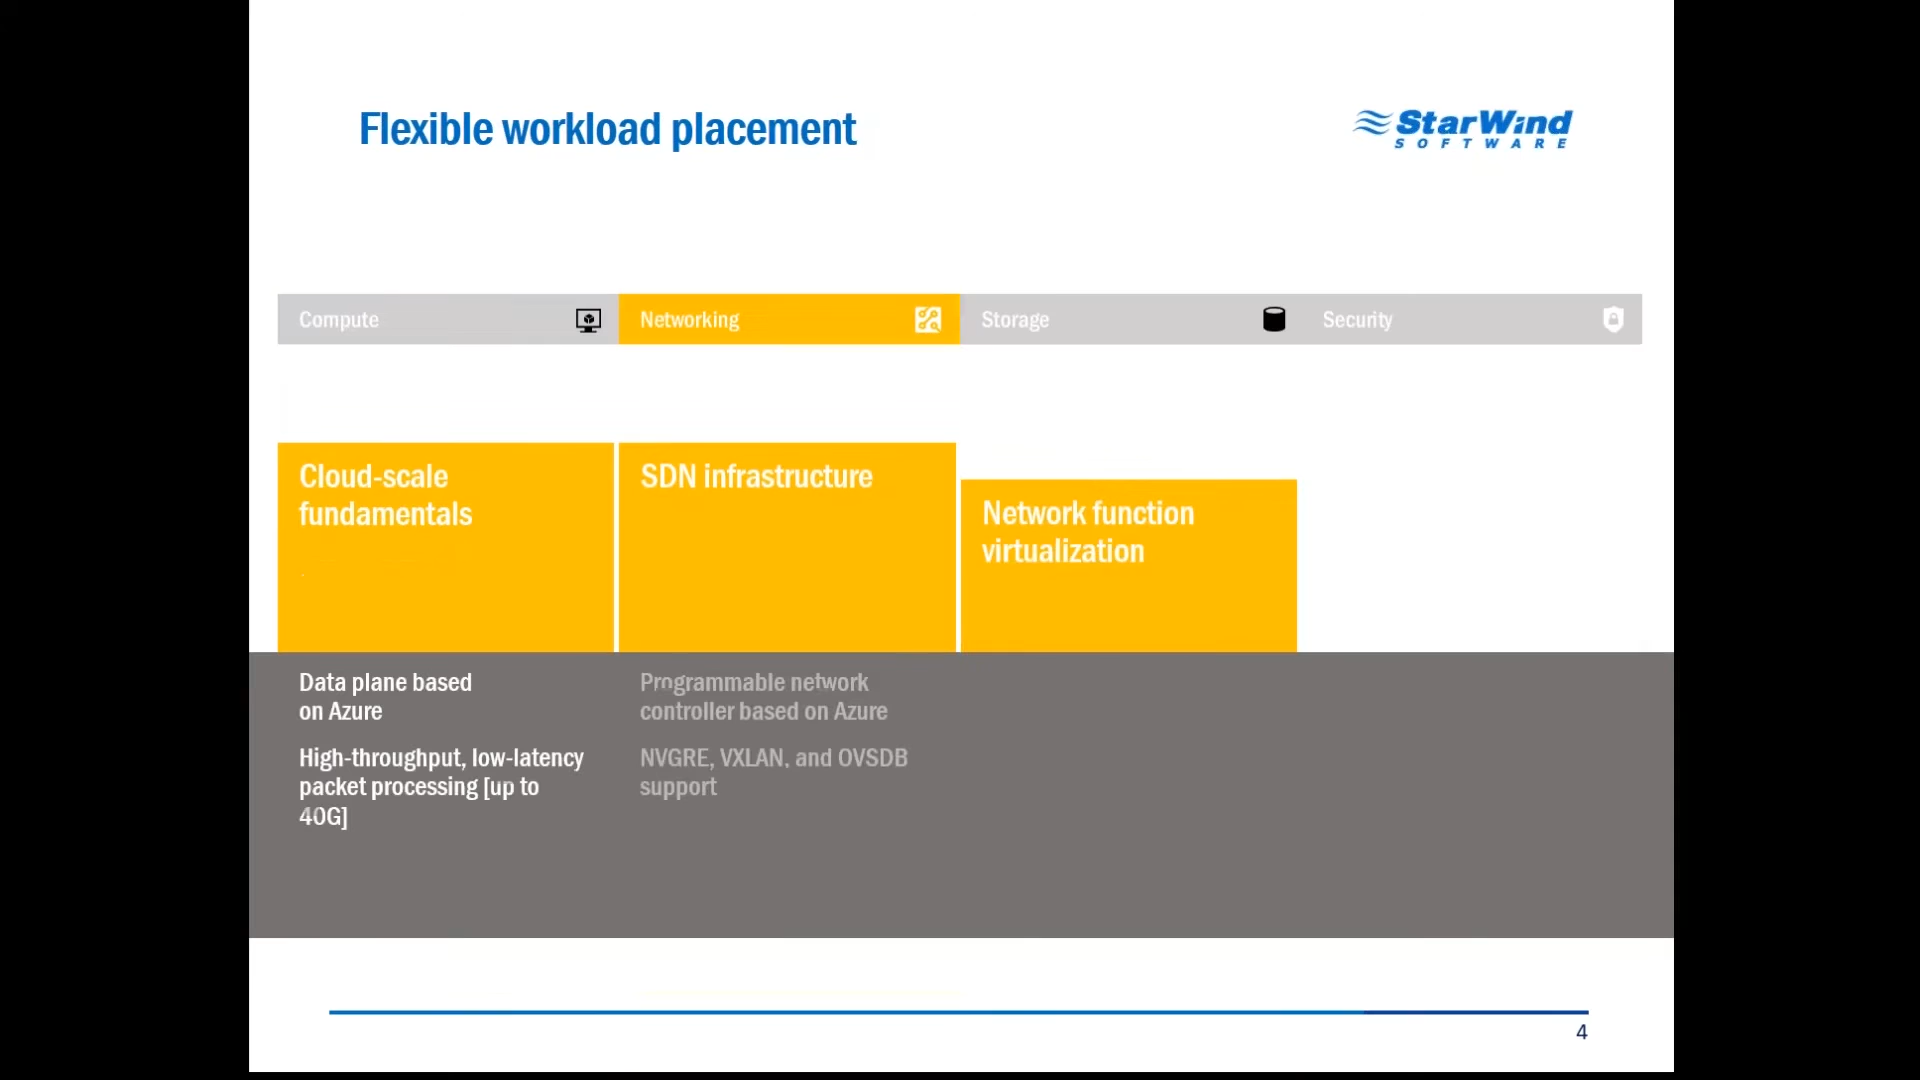 Flexible workload placement
StarWind
SOFTWARE
Compute
Networking
Storage
Security
Cloud-scale
fundamentals
SDN infrastructure
Network function
virtualization
Data plane based
on Azure
High-throughput, low-latency
packet processing [up to
40G]
Programmable network
controller based on Azure
NVGRE, VXLAN, and OVSDB
support
4